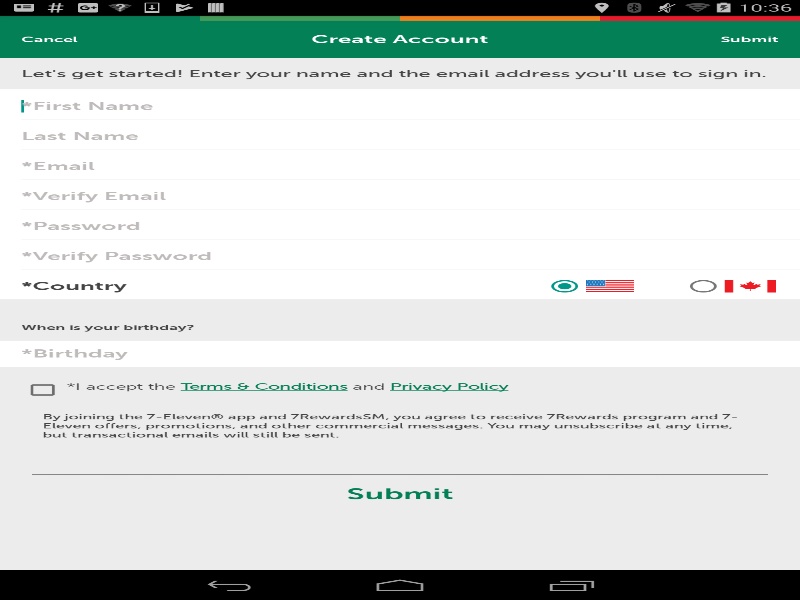 10:36
Cancel Create Account Submit
Let's get started! Enter your name and the email address you'll use to sign in.
*First Name
Last Name
*Email
*Verify Email
*Password
*Verify Password
*Country
When is your birthday?
*Birthday
*I accept the Terms & Conditions and Privacy Policy
By joining the 7-Eleven® app and 7RewardsSM, you agree to receive 7Rewards program and 7-
Eleven offers, promotions, and other commercial messages. You may unsubscribe at any time,
but transactional emails will still be sent.
Submit